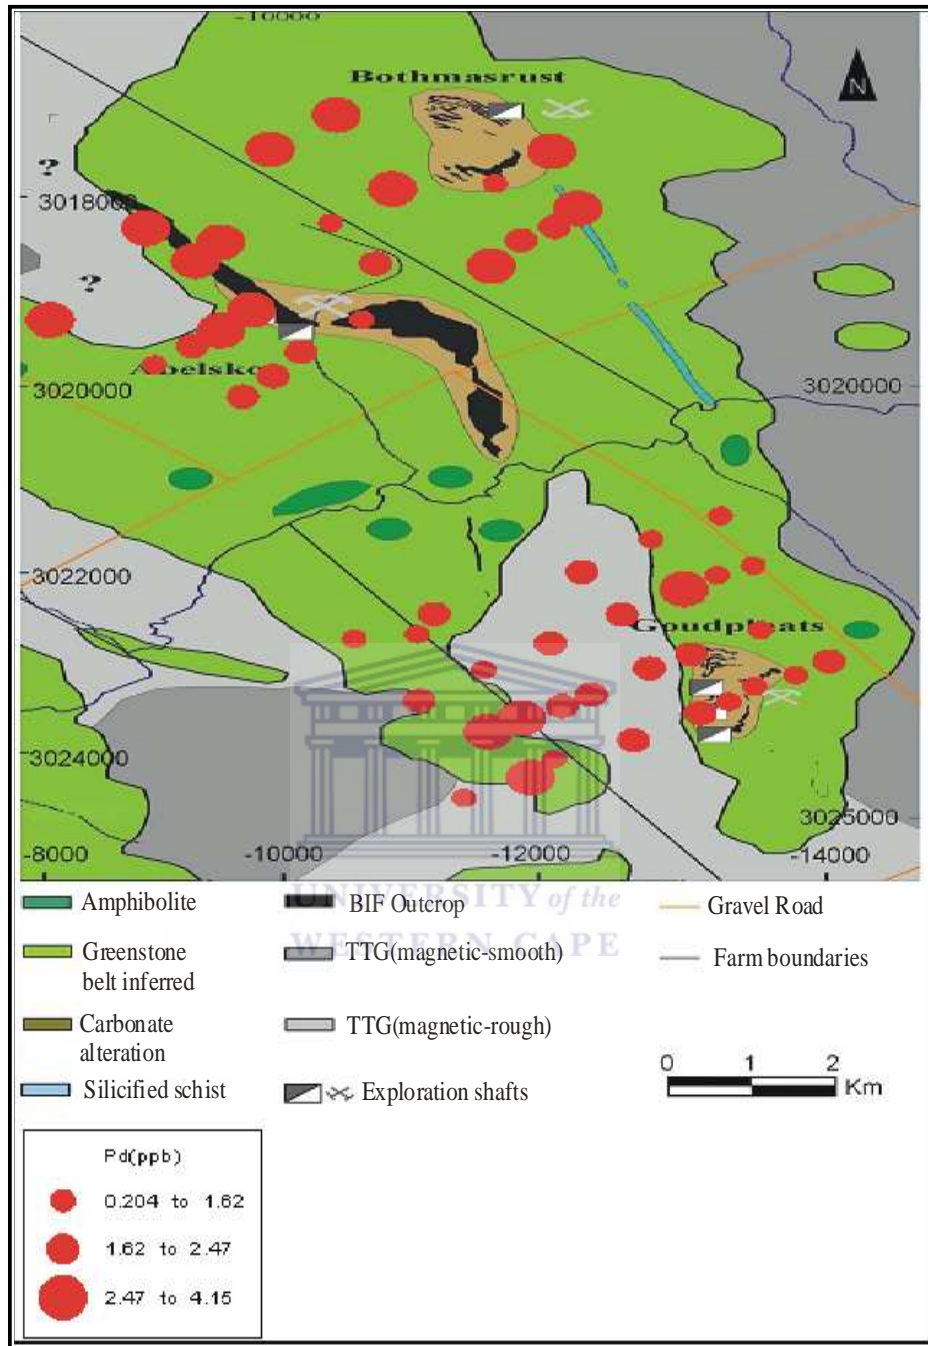 -10000
Bothmasrust
N
?
3018000
?
Abelsko
3020000
3020000
3022000
Goudplaats
3024000
3025000
-8000
-10000
-12000
-14000
UNIVERSITY of the
WESTERN CAPE
Amphibolite
BIF Outcrop
Gravel Road
Greenstone
belt inferred
TTG(magnetic-smooth)
Farm boundaries
Carbonate
alteration
TTG(magnetic-rough)
Silicified schist
Exploration shafts
0 1 2
Km
Pd(ppb)
0.204 to 1.62
1.62 to 2.47
2.47 to 4.15